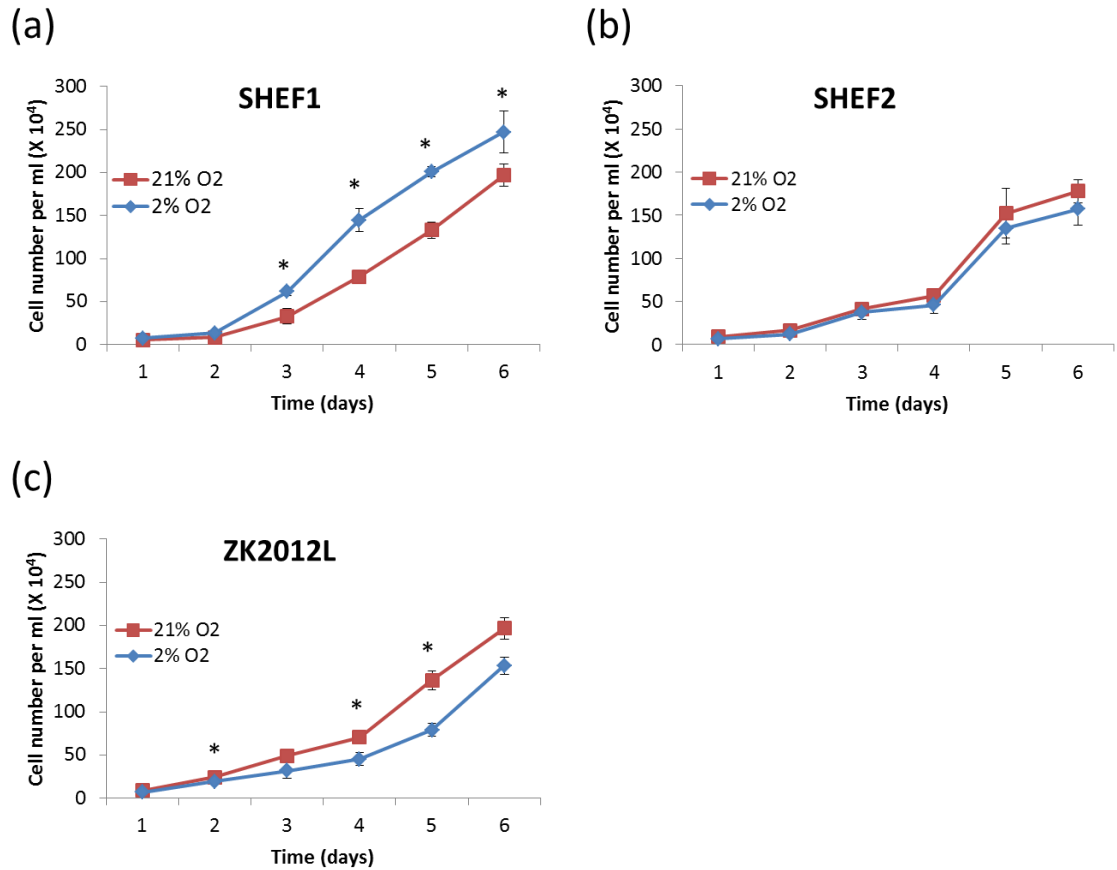 (a)
SHEF1
Cell number per ml (X 10⁴)
300
250
200
150
100
50
0
21% O2
2% O2
*
*
*
*
1 2 3 4 5 6
Time (days)
(b)
SHEF2
Cell number per ml (X 10⁴)
300
250
200
150
100
50
0
21% O2
2% O2
1 2 3 4 5 6
Time (days)
(c)
ZK2012L
Cell number per ml (X 10⁴)
300
250
200
150
100
50
0
21% O2
2% O2
*
*
*
1 2 3 4 5 6
Time (days)